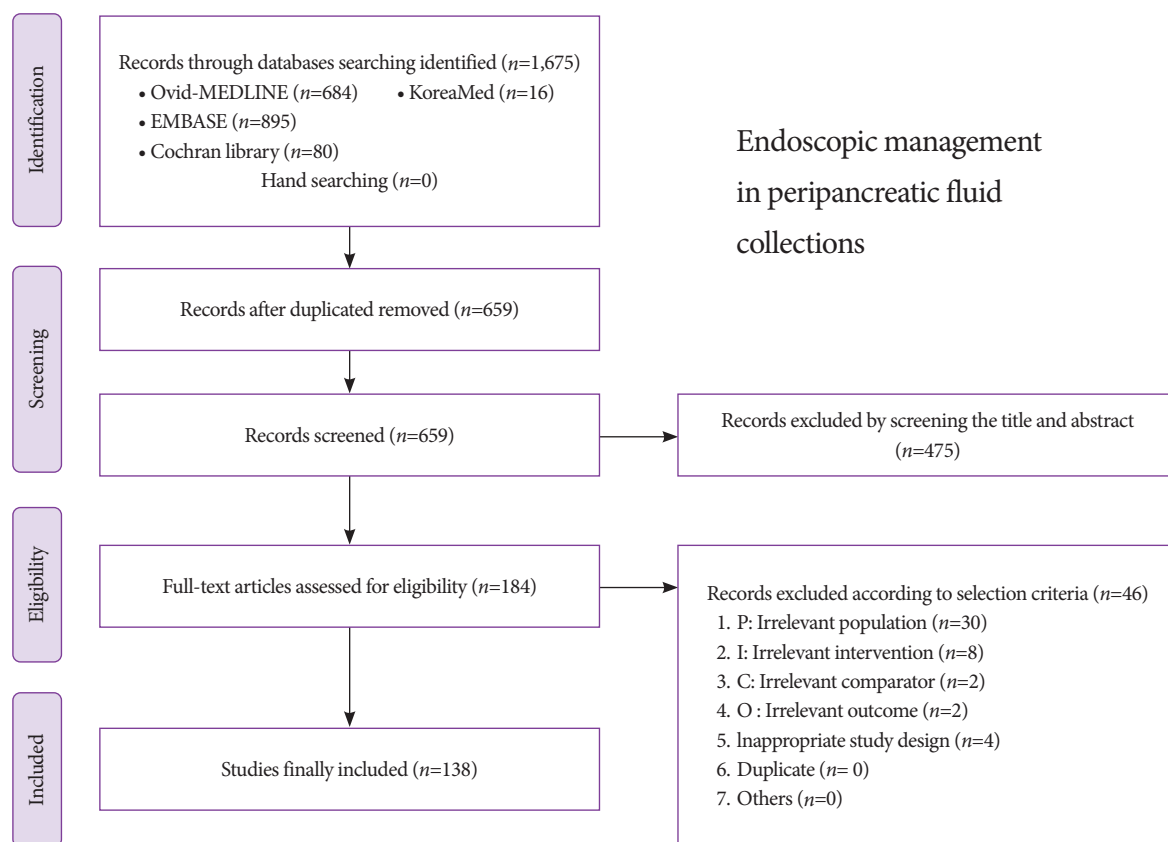 Identification
Records through databases searching identified (n=1,675)
• Ovid-MEDLINE (n=684) • KoreaMed (n=16)
• EMBASE (n=895)
• Cochran library (n=80)
Hand searching (n=0)
Endoscopic management
in peripancreatic fluid
collections
Screening
Records after duplicated removed (n=659)
Records screened (n=659)
Records excluded by screening the title and abstract
(n=475)
Eligibility
Full-text articles assessed for eligibility (n=184)
Records excluded according to selection criteria (n=46)
1. P: Irrelevant population (n=30)
2. I: Irrelevant intervention (n=8)
3. C: Irrelevant comparator (n=2)
4. O : Irrelevant outcome (n=2)
5. Inappropriate study design (n=4)
6. Duplicate (n= 0)
7. Others (n=0)
Included
Studies finally included (n=138)